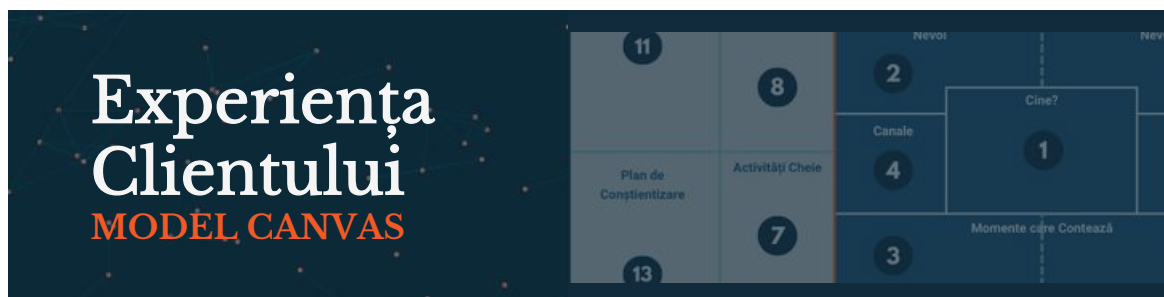 Experiența
Clientului
MODEL CANVAS
11
8
Plan de
Conștientizare
Activități Cheie
7
13
Nevoi
2
Cine?
1
Canale
4
Momente care Contează
3